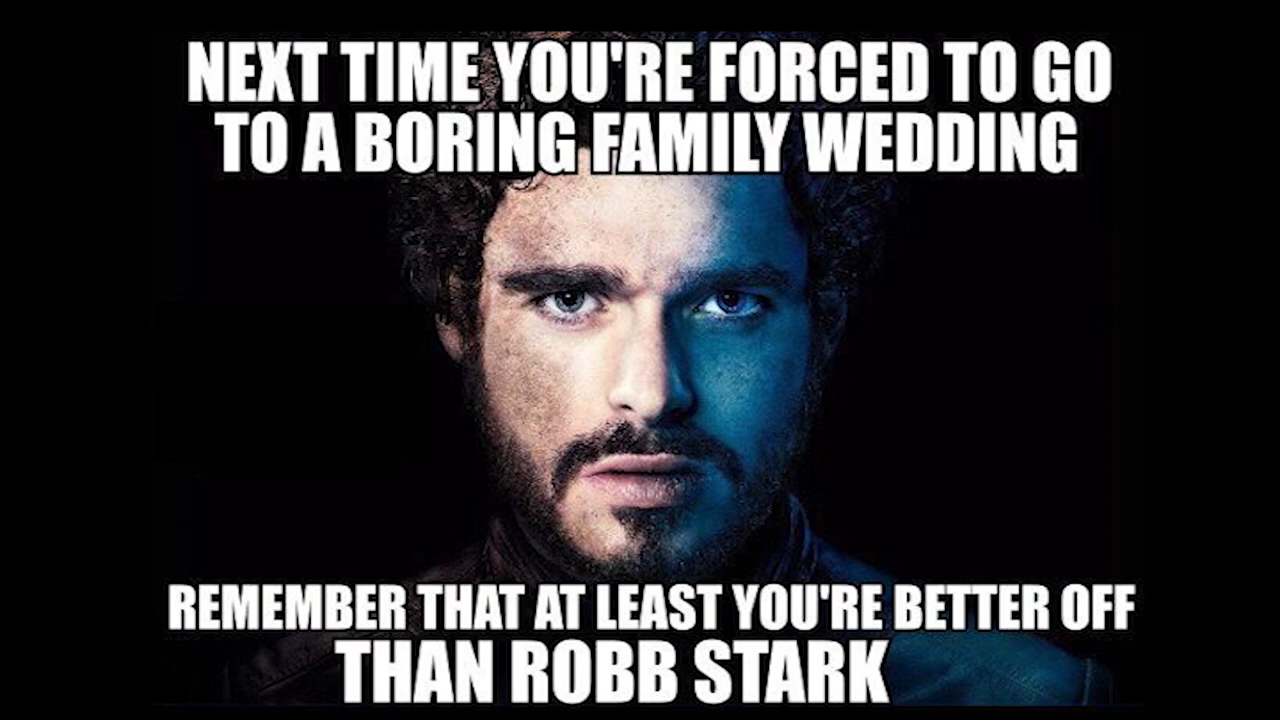 NEXT TIME YOU'RE FORCED TO GO
TO A BORING FAMILY WEDDING
REMEMBER THAT AT LEAST YOU'RE BETTER OFF
THAN ROBB STARK